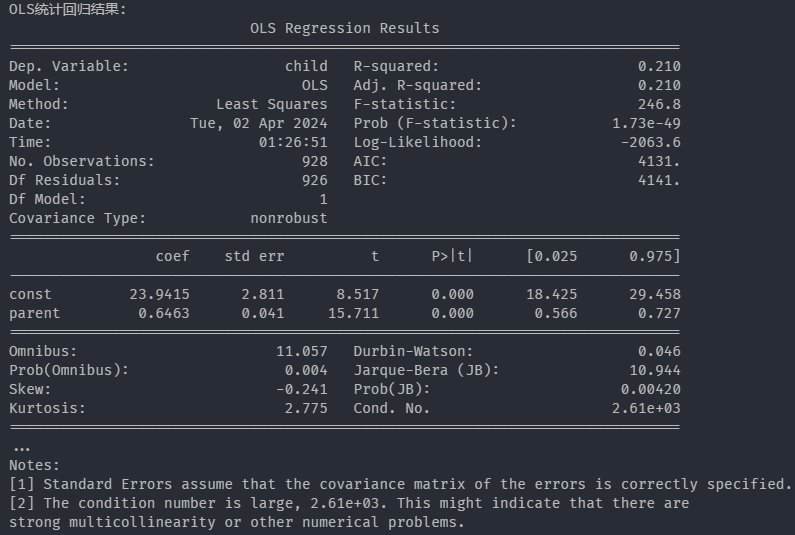 OLS统计回归结果:
OLS Regression Results
Dep. Variable: child R-squared: 0.210
Model: OLS Adj. R-squared: 0.210
Method: Least Squares F-statistic: 246.8
Date: Tue, 02 Apr 2024 Prob (F-statistic): 1.73e-49
Time: 01:26:51 Log-Likelihood: -2063.6
No. Observations: 928 AIC: 4131.
Df Residuals: 926 BIC: 4141.
Df Model: 1
Covariance Type: nonrobust
coef std err t P>|t| [0.025 0.975]
const 23.9415 2.811 8.517 0.000 18.425 29.458
parent 0.6463 0.041 15.711 0.000 0.566 0.727
Omnibus: 11.057 Durbin-Watson: 0.046
Prob(Omnibus): 0.004 Jarque-Bera (JB): 10.944
Skew: -0.241 Prob(JB): 0.00420
Kurtosis: 2.775 Cond. No. 2.61e+03
...
Notes:
[1] Standard Errors assume that the covariance matrix of the errors is correctly specified.
[2] The condition number is large, 2.61e+03. This might indicate that there are
strong multicollinearity or other numerical problems.